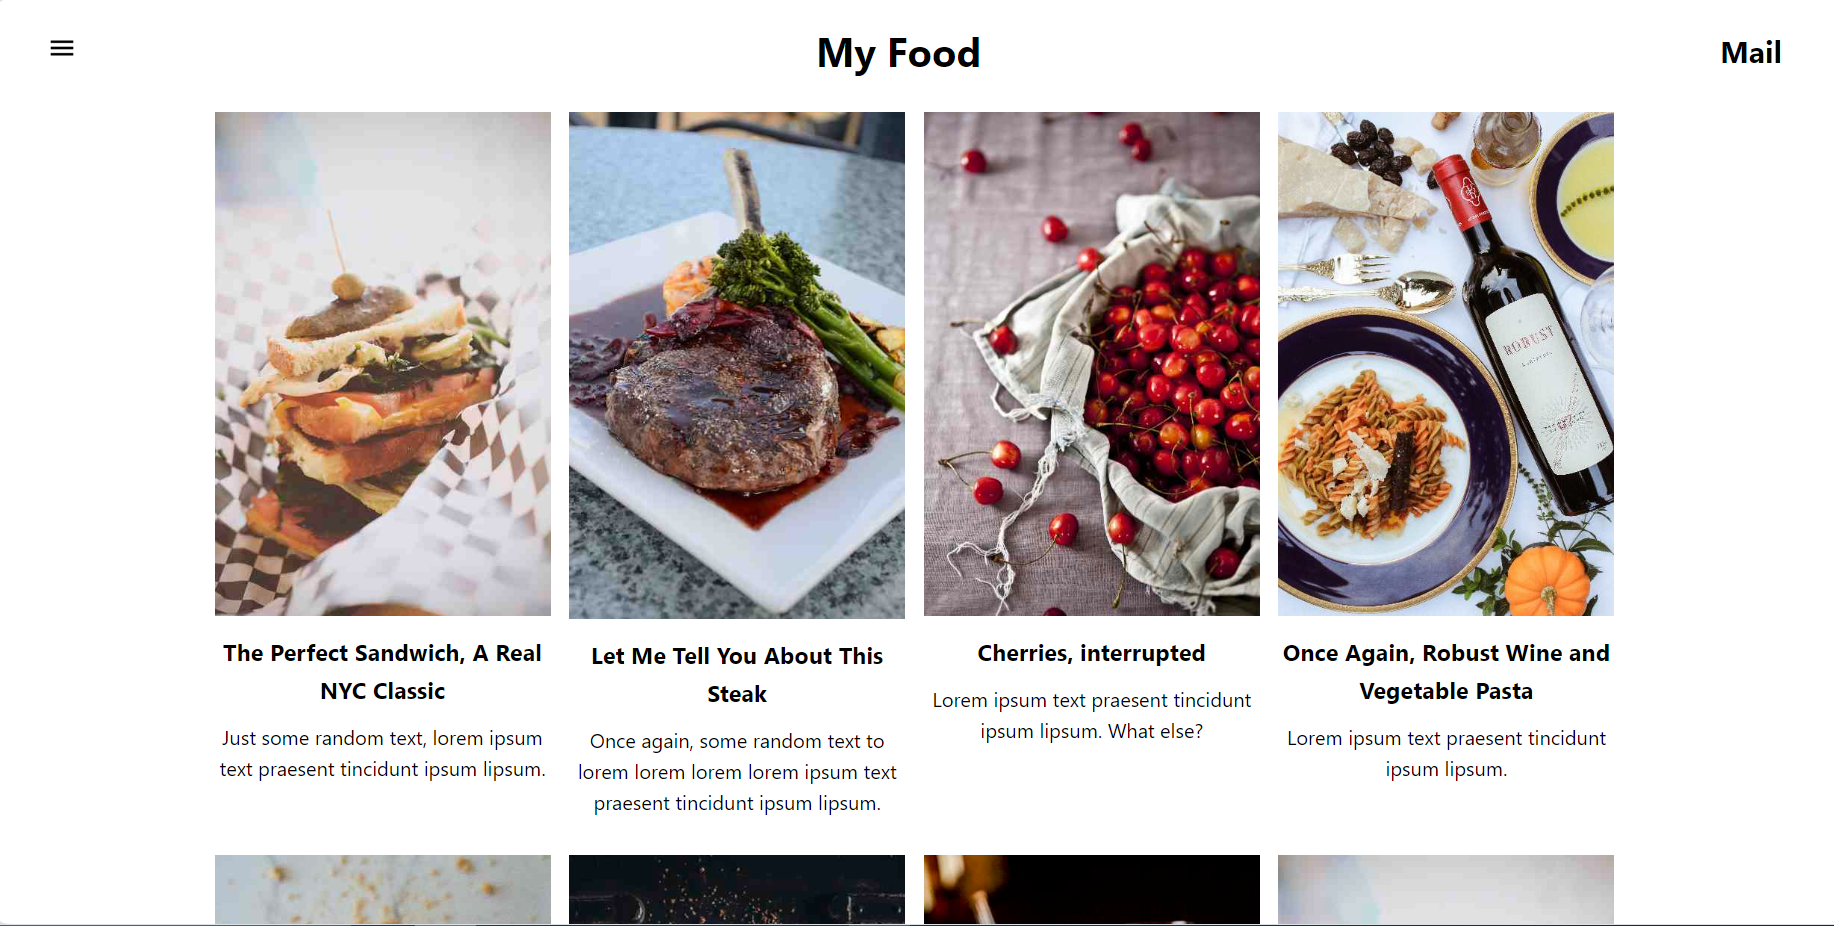 My Food
Mail
ROBUST
The Perfect Sandwich, A Real
NYC Classic
Just some random text, lorem ipsum
text praesent tincidunt ipsum lipsum.
Let Me Tell You About This
Steak
Once again, some random text to
lorem lorem lorem lorem ipsum text
praesent tincidunt ipsum lipsum.
Cherries, interrupted
Lorem ipsum text praesent tincidunt
ipsum lipsum. What else?
Once Again, Robust Wine and
Vegetable Pasta
Lorem ipsum text praesent tincidunt
ipsum lipsum.